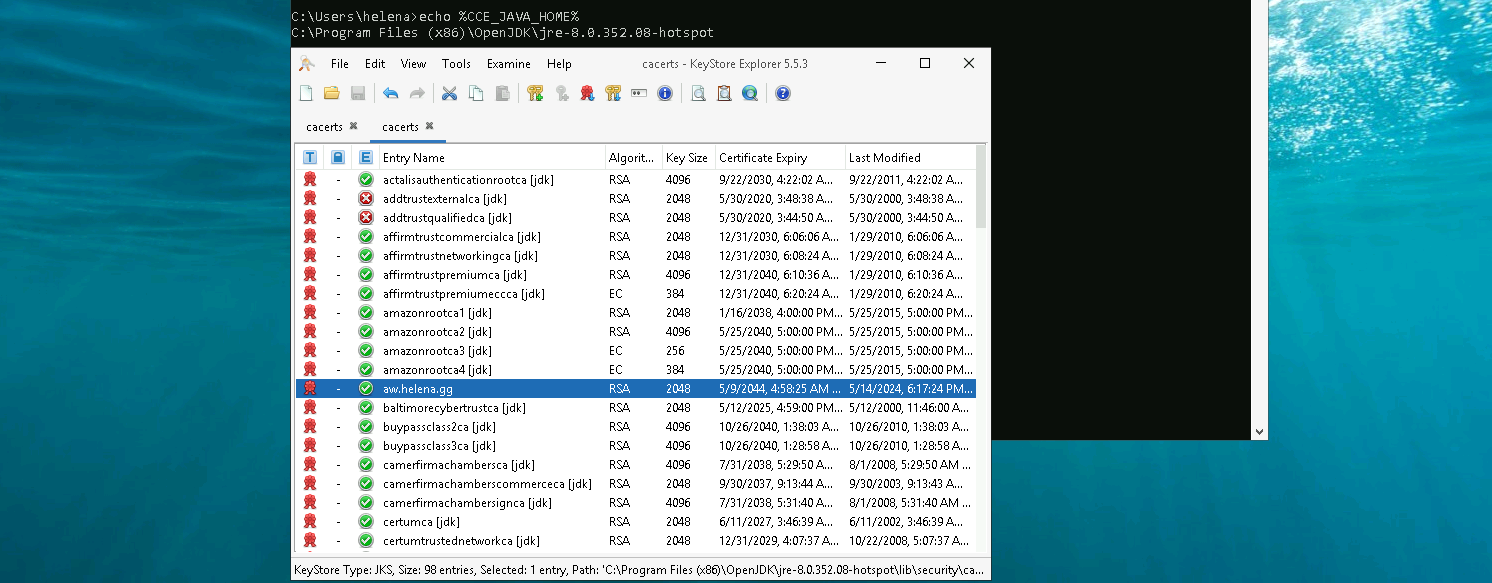 C:\Users\helena>echo %CCE_JAVA_HOME%
C:\Program Files (x86)\OpenJDK\jre-8.0.352.08-hotspot
File Edit View Tools Examine Help cacerts - KeyStore Explorer 5.5.3
cacerts cacerts
T E Entry Name Algorit... Key Size Certificate Expiry Last Modified
- actalisauthenticationrootca [jdk] RSA 4096 9/22/2030, 4:22:02 A... 9/22/2011, 4:22:02 A...
- addtrustexternalca [jdk] RSA 2048 5/30/2020, 3:48:38 A... 5/30/2000, 3:48:38 A...
- addtrustqualifiedca [jdk] RSA 2048 5/30/2020, 3:44:50 A... 5/30/2000, 3:44:50 A...
- affirmtrustcommercialca [jdk] RSA 2048 12/31/2030, 6:06:06 A... 1/29/2010, 6:06:06 A...
- affirmtrustnetworkingca [jdk] RSA 2048 12/31/2030, 6:08:24 A... 1/29/2010, 6:08:24 A...
- affirmtrustpremiumca [jdk] RSA 4096 12/31/2040, 6:10:36 A... 1/29/2010, 6:10:36 A...
- affirmtrustpremiumeccca [jdk] EC 384 12/31/2040, 6:20:24 A... 1/29/2010, 6:20:24 A...
- amazonrootca1 [jdk] RSA 2048 1/16/2038, 4:00:00 PM... 5/25/2015, 5:00:00 PM...
- amazonrootca2 [jdk] RSA 4096 5/25/2040, 5:00:00 PM... 5/25/2015, 5:00:00 PM...
- amazonrootca3 [jdk] EC 256 5/25/2040, 5:00:00 PM... 5/25/2015, 5:00:00 PM...
- amazonrootca4 [jdk] EC 384 5/25/2040, 5:00:00 PM... 5/25/2015, 5:00:00 PM...
- aw.helena.gg RSA 2048 5/9/2044, 4:58:25 AM ... 5/14/2024, 6:17:24 PM...
- baltimorecybertrustca [jdk] RSA 2048 5/12/2025, 4:59:00 PM... 5/12/2000, 11:46:00 A...
- buypassclass2ca [jdk] RSA 4096 10/26/2040, 1:38:03 A... 10/26/2010, 1:38:03 A...
- buypassclass3ca [jdk] RSA 4096 10/26/2040, 1:28:58 A... 10/26/2010, 1:28:58 A...
- camerfirmachambersca [jdk] RSA 4096 7/31/2038, 5:29:50 A... 8/1/2008, 5:29:50 AM ...
- camerfirmachamberscommerceca [jdk] RSA 2048 9/30/2037, 9:13:44 A... 9/30/2003, 9:13:43 A...
- camerfirmachambersignca [jdk] RSA 4096 7/31/2038, 5:31:40 A... 8/1/2008, 5:31:40 AM ...
- certumca [jdk] RSA 2048 6/11/2027, 3:46:39 A... 6/11/2002, 3:46:39 A...
- certumtrustednetworkca [jdk] RSA 2048 12/31/2029, 4:07:37 A... 10/22/2008, 5:07:37 A...
KeyStore Type: JKS, Size: 98 entries, Selected: 1 entry, Path: 'C:\Program Files (x86)\OpenJDK\jre-8.0.352.08-hotspot\lib\security\ca...